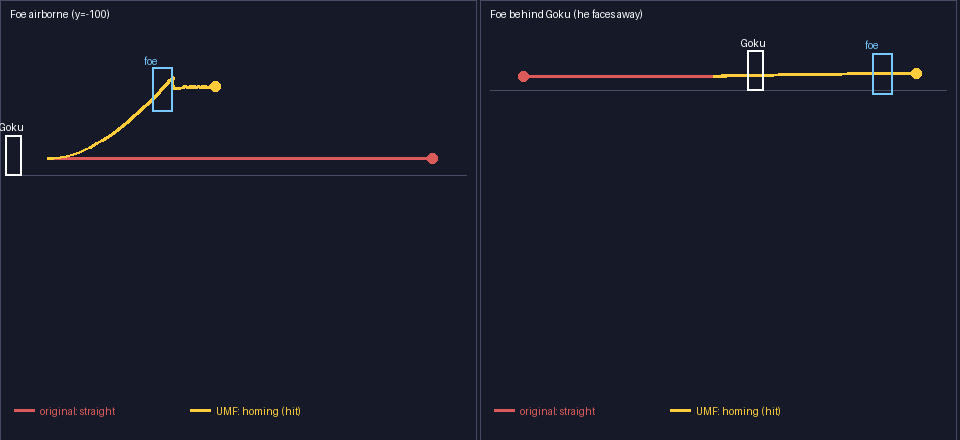 Foe airborne (y=-100)
foe
Goku
original: straight
UMF: homing (hit)
Foe behind Goku (he faces away)
Goku
foe
original: straight
UMF: homing (hit)